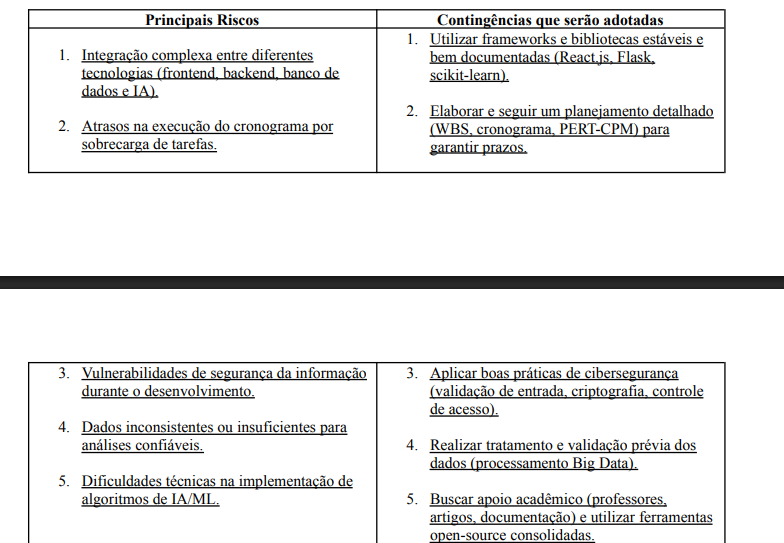 Principais Riscos
Contingências que serão adotadas
1. Integração complexa entre diferentes
tecnologias (frontend, backend, banco de
dados e IA).
2. Atrasos na execução do cronograma por
sobrecarga de tarefas.
1. Utilizar frameworks e bibliotecas estáveis e
bem documentadas (React.js, Flask,
scikit-learn).
2. Elaborar e seguir um planejamento detalhado
(WBS, cronograma, PERT-CPM) para
garantir prazos.
3. Vulnerabilidades de segurança da informação
durante o desenvolvimento.
4. Dados inconsistentes ou insuficientes para
análises confiáveis.
5. Dificuldades técnicas na implementação de
algoritmos de IA/ML.
3. Aplicar boas práticas de cibersegurança
(validação de entrada, criptografia, controle
de acesso).
4. Realizar tratamento e validação prévia dos
dados (processamento Big Data).
5. Buscar apoio acadêmico (professores,
artigos, documentação) e utilizar ferramentas
open-source consolidadas.